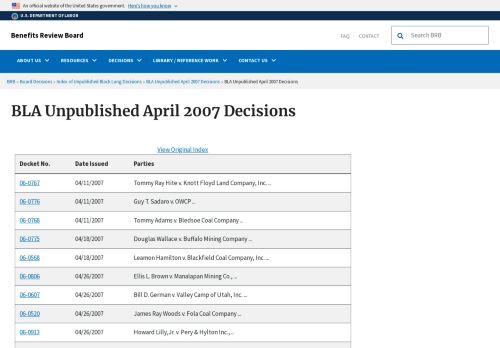 An official website of the United States government. Here's how you know
U.S. DEPARTMENT OF LABOR
Benefits Review Board
FAQ CONTACT
Search BRB
ABOUT US RESOURCES DECISIONS LIBRARY / REFERENCE WORK CONTACT US
BRB » Board Decisions » Index of Unpublished Black Lung Decisions » BLA Unpublished April 2007 Decisions » BLA Unpublished April 2007 Decisions
BLA Unpublished April 2007 Decisions
View Original Index
Docket No. Date Issued Parties
06-0767 04/11/2007 Tommy Ray Hite v. Knott Floyd Land Company, Inc. ...
06-0776 04/11/2007 Guy T. Sadaro v. OWCP ...
06-0768 04/11/2007 Tommy Adams v. Bledsoe Coal Company ..
06-0775 04/18/2007 Douglas Wallace v. Buffalo Mining Company ...
06-0568 04/18/2007 Leamon Hamilton v. Blackfield Coal Company, Inc. ...
06-0806 04/26/2007 Ellis L. Brown v. Manalapan Mining Co., ...
06-0607 04/26/2007 Bill D. German v. Valley Camp of Utah, Inc. ...
06-0520 04/26/2007 James Ray Woods v. Fola Coal Company ...
06-0913 04/26/2007 Howard Lilly, Jr. v. Pery & Hylton Inc., ..